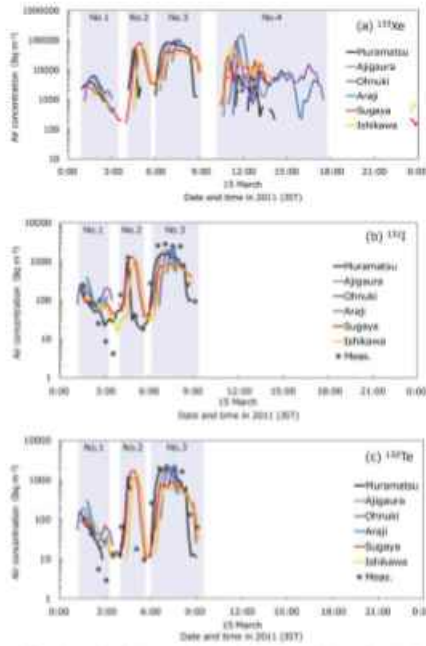 No.1 No.2 No.3 No.4
(a) ¹³³Xe
Air concentration (Bq m⁻³)
1000000
100000
10000
1000
100
10
Muramatsu
Ajigaura
Ohnuki
Araji
Sugaya
Ishikawa
0:00 3:00 6:00 9:00 12:00 15:00 18:00 21:00 0:00
15 March
Date and time in 2011 (JST)
No.1 No.2 No.3
(b)
Air concentration (Bq m⁻³)
10000
1000
100
10
1
Muramatsu
Ajigaura
Ohnuki
Araji
Sugaya
Ishikawa
Meas.
0:00 3:00 6:00 9:00 12:00 15:00 18:00 21:00 0:00
15 March
Date and time in 2011 (JST)
No.1 No.2 No.3
(c) ¹³²Te
Air concentration (Bq m⁻³)
10000
1000
100
10
1
Muramatsu
Ajigaura
Ohnuki
Araji
Sugaya
Ishikawa
Meas.
0:00 3:00 6:00 9:00 12:00 15:00 18:00 21:00 0:00
15 March
Date and time in 2011 (JST)